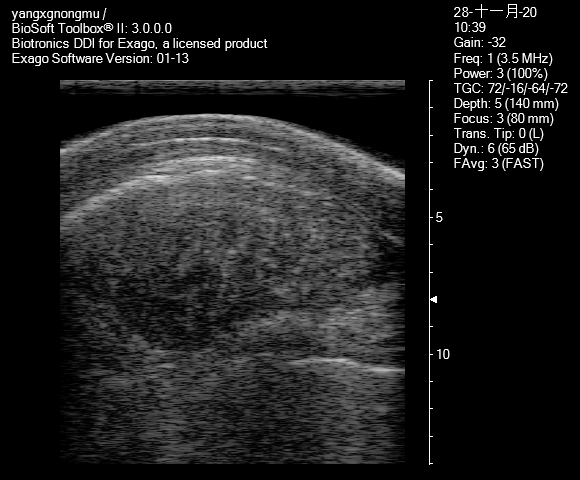 yangxgnongmu /
BioSoft Toolbox® II: 3.0.0.0
Biotronics DDI for Exago, a licensed product
Exago Software Version: 01-13
28-十一月-20
10:39
Gain: -32
Freq: 1 (3.5 MHz)
Power: 3 (100%)
TGC: 72/-16/-64/-72
Depth: 5 (140 mm)
Focus: 3 (80 mm)
Trans. Tip: 0 (L)
Dyn.: 6 (65 dB)
FAvg: 3 (FAST)
5
10